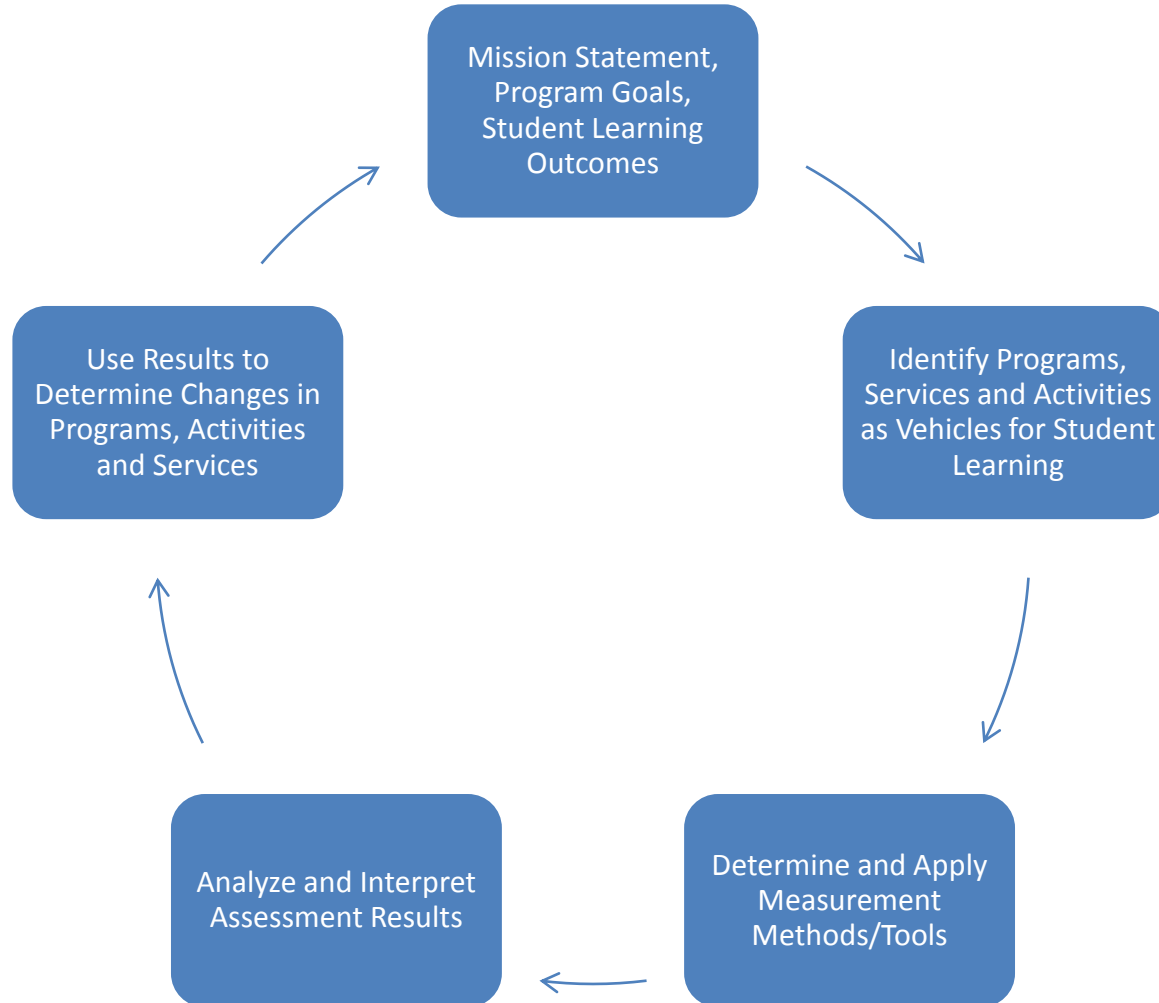 Mission Statement,
Program Goals,
Student Learning
Outcomes
Identify Programs,
Services and Activities
as Vehicles for Student
Learning
Determine and Apply
Measurement
Methods/Tools
Analyze and Interpret
Assessment Results
Use Results to
Determine Changes in
Programs, Activities
and Services